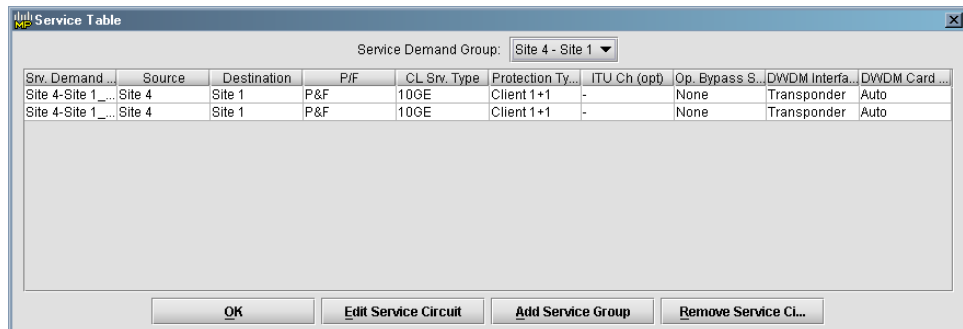 MP Service Table
Service Demand Group: Site 4 - Site 1
Srv. Demand ... Source Destination P/F CL Srv. Type Protection Ty... ITU Ch (opt) Op. Bypass S... DWDM Interfa... DWDM Card ...
Site 4-Site 1_... Site 4 Site 1 P&F 10GE Client 1+1 - None Transponder Auto
Site 4-Site 1_... Site 4 Site 1 P&F 10GE Client 1+1 - None Transponder Auto
OK Edit Service Circuit Add Service Group Remove Service Ci...